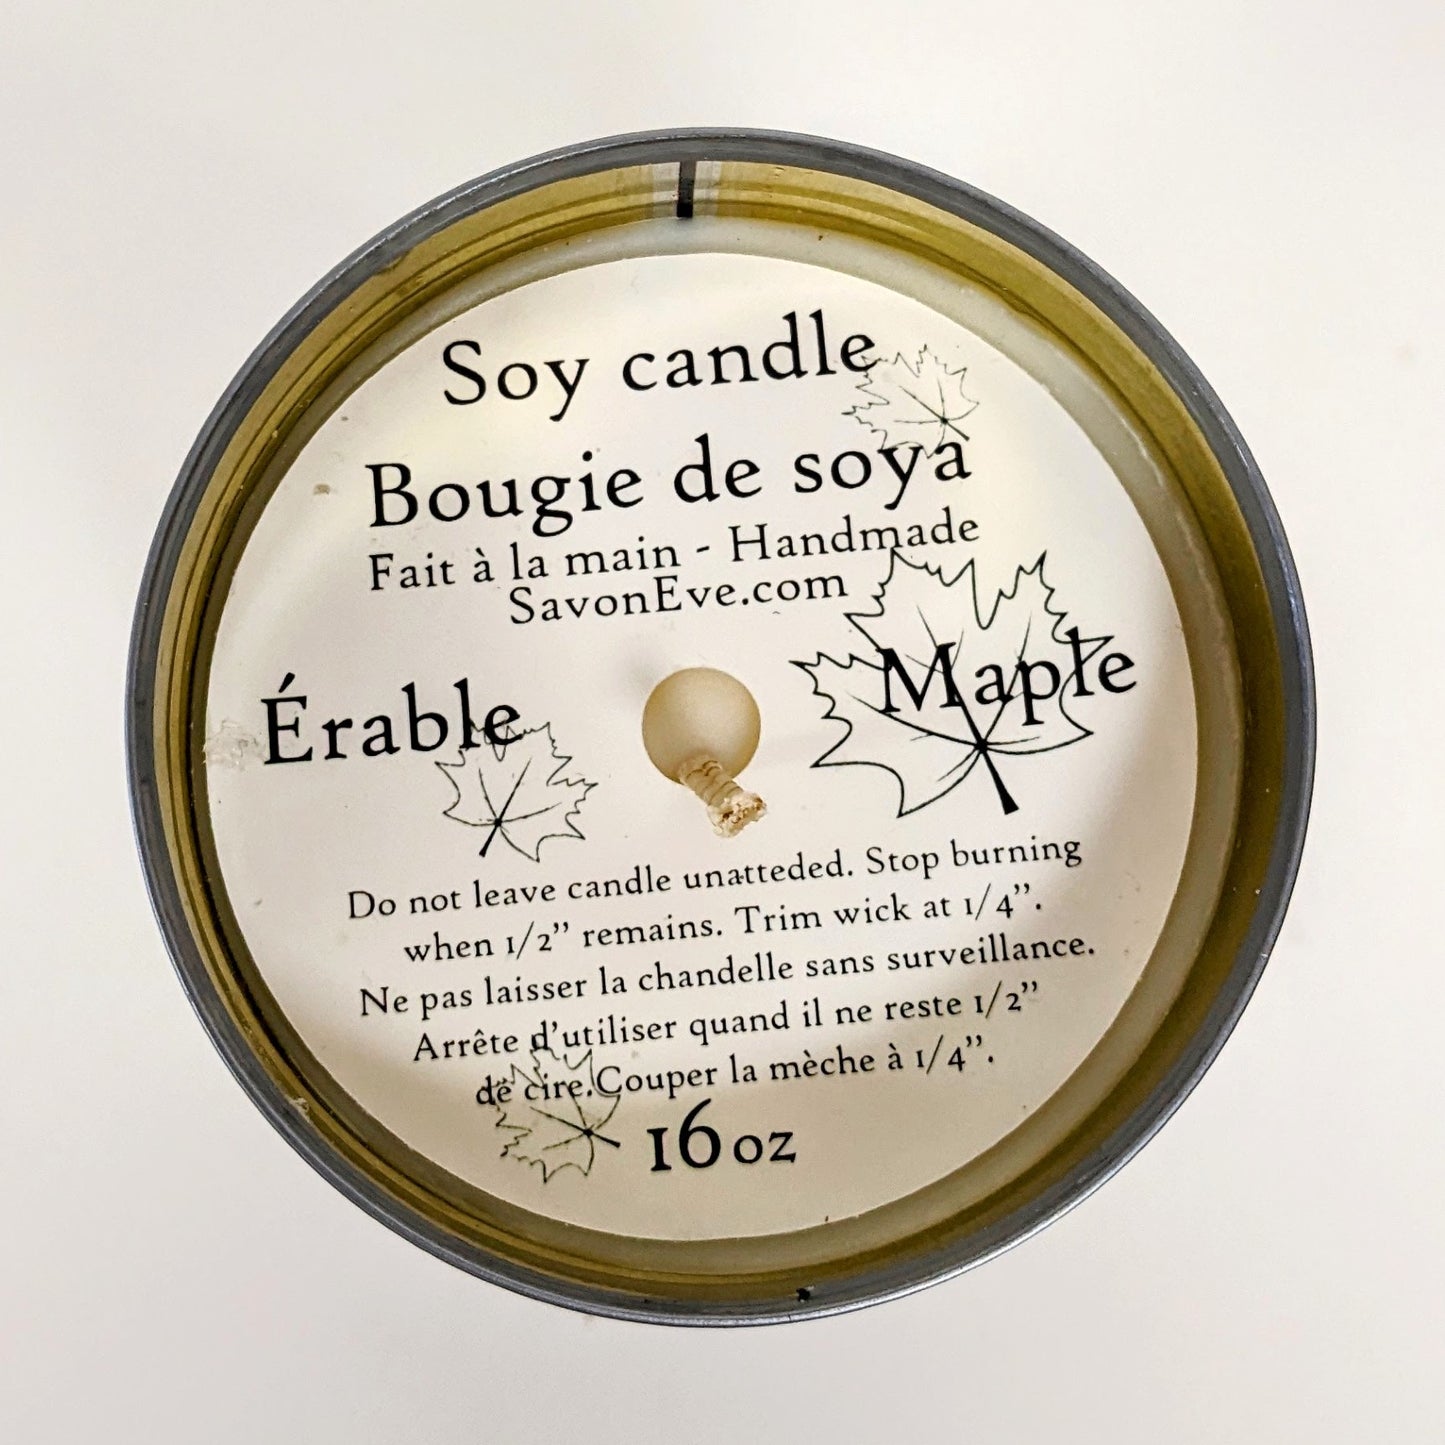 Soy candle
Bougie de soya
Fait à la main - Handmade
SavonEve.com
Érable
Maple
Do not leave candle unatteded. Stop burning
when 1/2” remains. Trim wick at 1/4”.
Ne pas laisser la chandelle sans surveillance.
Arrête d’utiliser quand il ne reste 1/2”
de cire.Couper la mèche à 1/4”.
16 oz